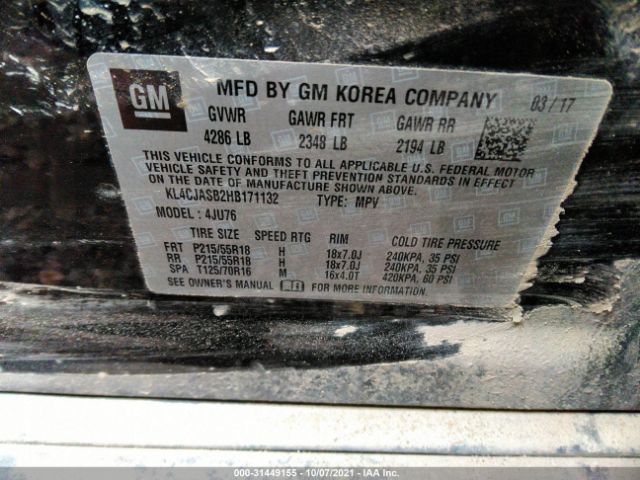 GM
MFD BY GM KOREA COMPANY 03/17
GVWR GAWR FRT GAWR RR
4286 LB 2348 LB 2194 LB
THIS VEHICLE CONFORMS TO ALL APPLICABLE U.S. FEDERAL MOTOR
VEHICLE SAFETY AND THEFT PREVENTION STANDARDS IN EFFECT
ON THE DATE OF MANUFACTURE SHOWN ABOVE.
KL4CJASB2HB171132 TYPE: MPV
MODEL : 4JU76
TIRE SIZE SPEED RTG RIM COLD TIRE PRESSURE
FRT P215/55R18 H 18x7.0J 240KPA, 35 PSI
RR P215/55R18 H 18x7.0J 240KPA, 35 PSI
SPA T125/70R16 M 16x4.0T 420KPA, 60 PSI
SEE OWNER'S MANUAL FOR MORE INFORMATION.
000 - 31449155 - 10/07/2021 - IAA Inc.